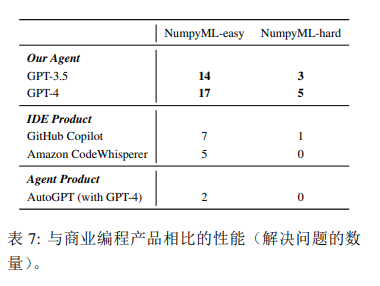 NumpyML-easy NumpyML-hard
Our Agent
GPT-3.5 14 3
GPT-4 17 5
IDE Product
GitHub Copilot 7 1
Amazon CodeWhisperer 5 0
Agent Product
AutoGPT (with GPT-4) 2 0
表 7: 与商业编程产品相比的性能（解决问题的数
量）。